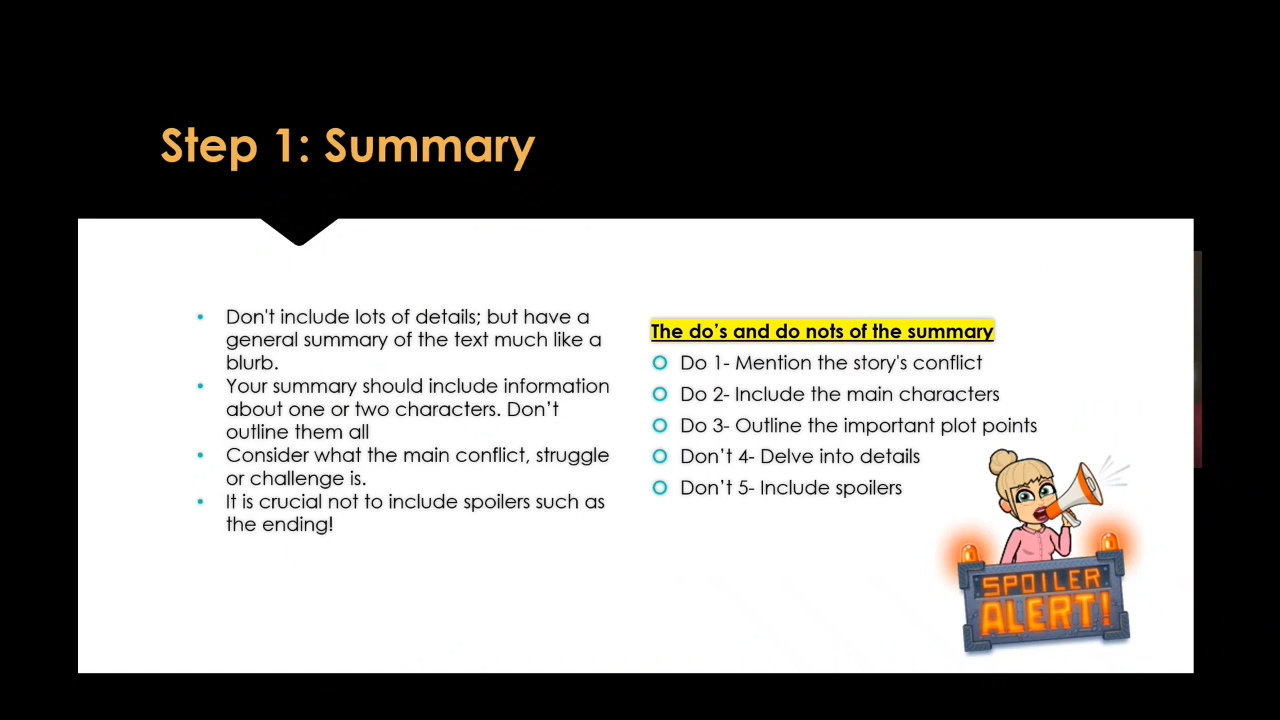 Step 1: Summary
• Don't include lots of details; but have a
general summary of the text much like a
blurb.
• Your summary should include information
about one or two characters. Don’t
outline them all
• Consider what the main conflict, struggle
or challenge is.
• It is crucial not to include spoilers such as
the ending!
The do’s and do nots of the summary
Do 1- Mention the story's conflict
Do 2- Include the main characters
Do 3- Outline the important plot points
Don’t 4- Delve into details
Don’t 5- Include spoilers
SPOILER
ALERT!